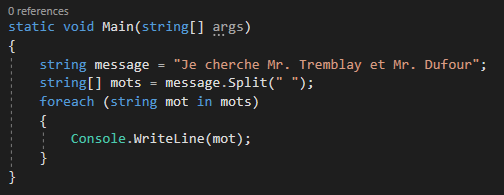 0 references
static void Main(string[] args)
{
string message = "Je cherche Mr. Tremblay et Mr. Dufour";
string[] mots = message.Split(" ");
foreach (string mot in mots)
{
Console.WriteLine(mot);
}
}